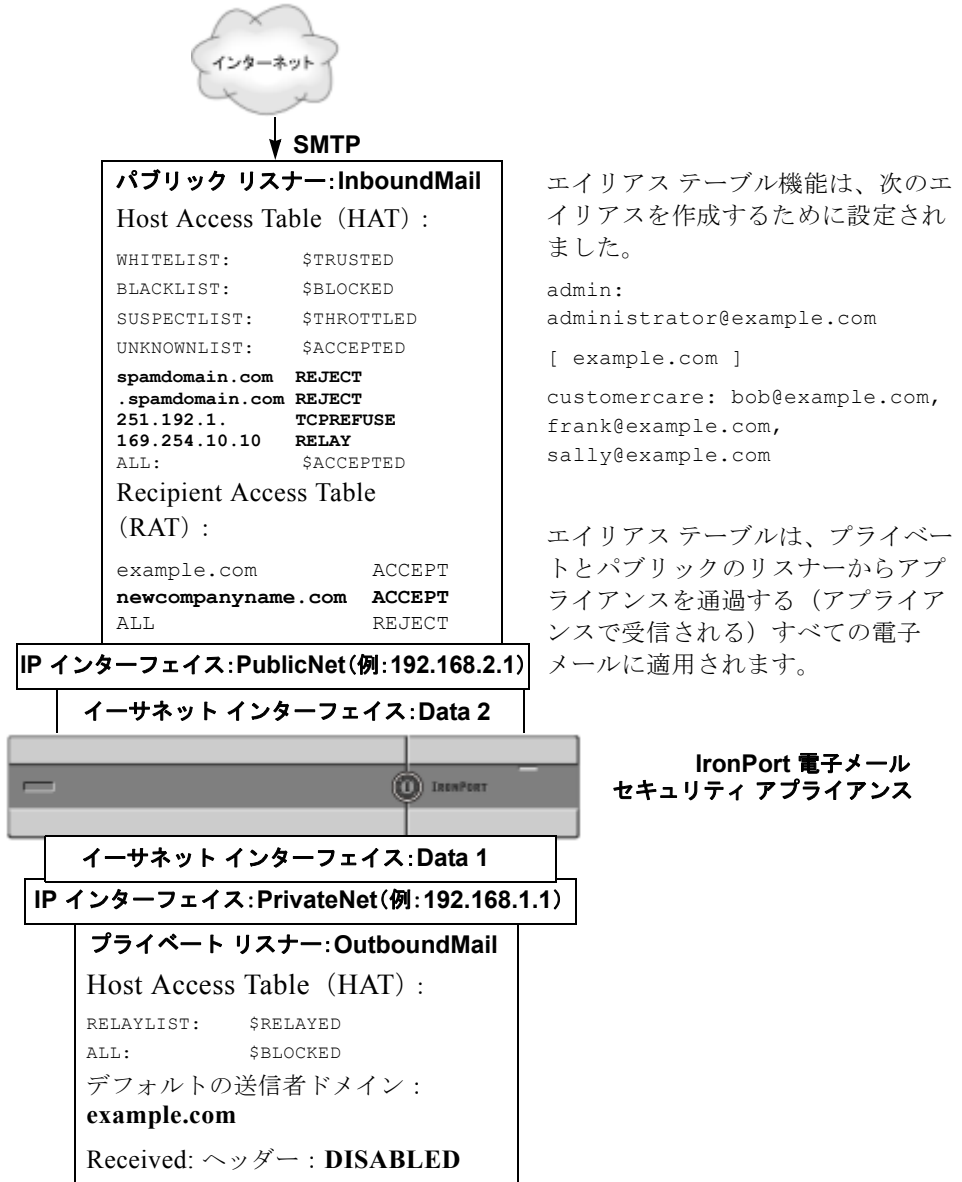 インターネット
SMTP
パブリック リスナー:InboundMail
Host Access Table（HAT）:
WHITELIST: $TRUSTED
BLACKLIST: $BLOCKED
SUSPECTLIST: $THROTTLED
UNKNOWNLIST: $ACCEPTED
spamdomain.com REJECT
.spamdomain.com REJECT
251.192.1. TCPREFUSE
169.254.10.10 RELAY
ALL: $ACCEPTED
Recipient Access Table
（RAT）:
example.com ACCEPT
newcompanyname.com ACCEPT
ALL REJECT
エイリアス テーブル機能は、次のエ
イリアスを作成するために設定され
ました。
admin:
administrator@example.com
[ example.com ]
customercare: bob@example.com,
frank@example.com,
sally@example.com
エイリアス テーブルは、プライベー
トとパブリックのリスナーからアプ
ライアンスを通過する（アプライア
ンスで受信される）すべての電子
メールに適用されます。
IP インターフェイス:PublicNet（例:192.168.2.1）
イーサネット インターフェイス:Data 2
IRONPORT
IronPort 電子メール
セキュリティ アプライアンス
イーサネット インターフェイス:Data 1
IP インターフェイス:PrivateNet（例:192.168.1.1）
プライベート リスナー:OutboundMail
Host Access Table（HAT）:
RELAYLIST: $RELAYED
ALL: $BLOCKED
デフォルトの送信者ドメイン:
example.com
Received: ヘッダー : DISABLED